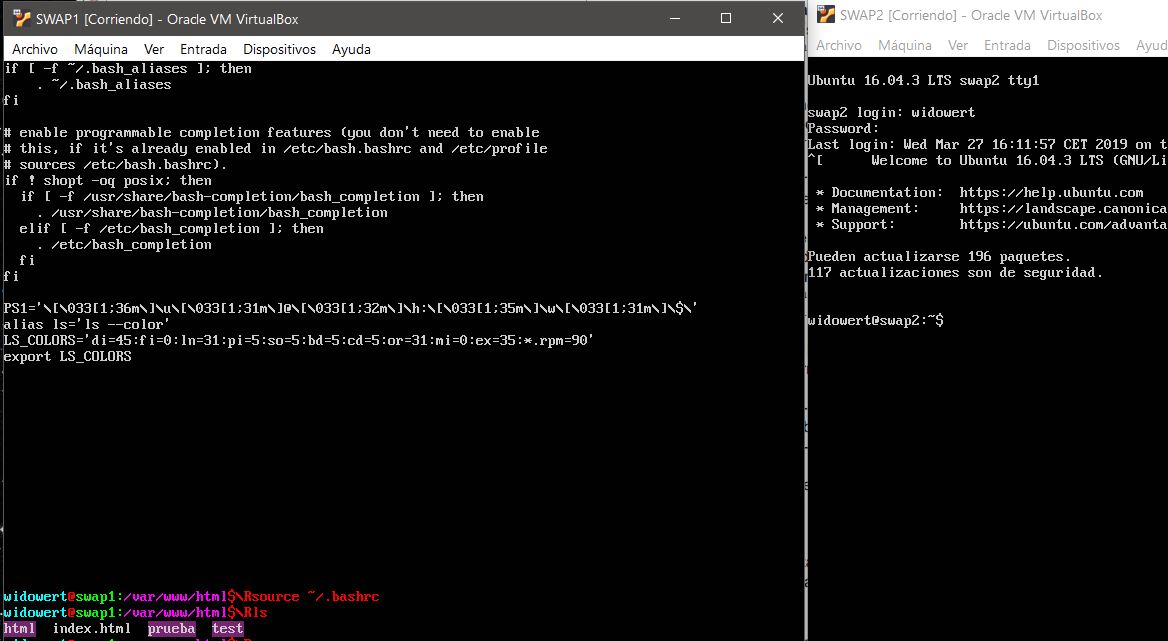 SWAP1 [Corriendo] - Oracle VM VirtualBox
Archivo Máquina Ver Entrada Dispositivos Ayuda
if [ -f ~/.bash_aliases ]; then
    . ~/.bash_aliases
fi
# enable programmable completion features (you don't need to enable
# this, if it's already enabled in /etc/bash.bashrc and /etc/profile
# sources /etc/bash.bashrc).
if ! shopt -oq posix; then
  if [ -f /usr/share/bash-completion/bash_completion ]; then
    . /usr/share/bash-completion/bash_completion
  elif [ -f /etc/bash_completion ]; then
    . /etc/bash_completion
  fi
fi
PS1='\[\033[1;36m\]\u\[\033[1;31m\]@\[\033[1;32m\]\h:\[\033[1;35m\]\w\[\033[1;31m\]\$\'
alias ls='ls --color'
LS_COLORS='di=45:fi=0:ln=31:pi=5:so=5:bd=5:cd=5:or=31:mi=0:ex=35:*.rpm=90'
export LS_COLORS
widowert@swap1:/var/www/html$\Rsource ~/.bashrc
widowert@swap1:/var/www/html$\Rls
html  index.html  prueba  test
SWAP2 [Corriendo] - Oracle VM VirtualBox
Archivo Máquina Ver Entrada Dispositivos Ayud
Ubuntu 16.04.3 LTS swap2 tty1
swap2 login: widowert
Password:
Last login: Wed Mar 27 16:11:57 CET 2019 on t
^[      Welcome to Ubuntu 16.04.3 LTS (GNU/Li
 * Documentation:  https://help.ubuntu.com
 * Management:     https://landscape.canonica
 * Support:        https://ubuntu.com/advanta
Pueden actualizarse 196 paquetes.
117 actualizaciones son de seguridad.
widowert@swap2:~$